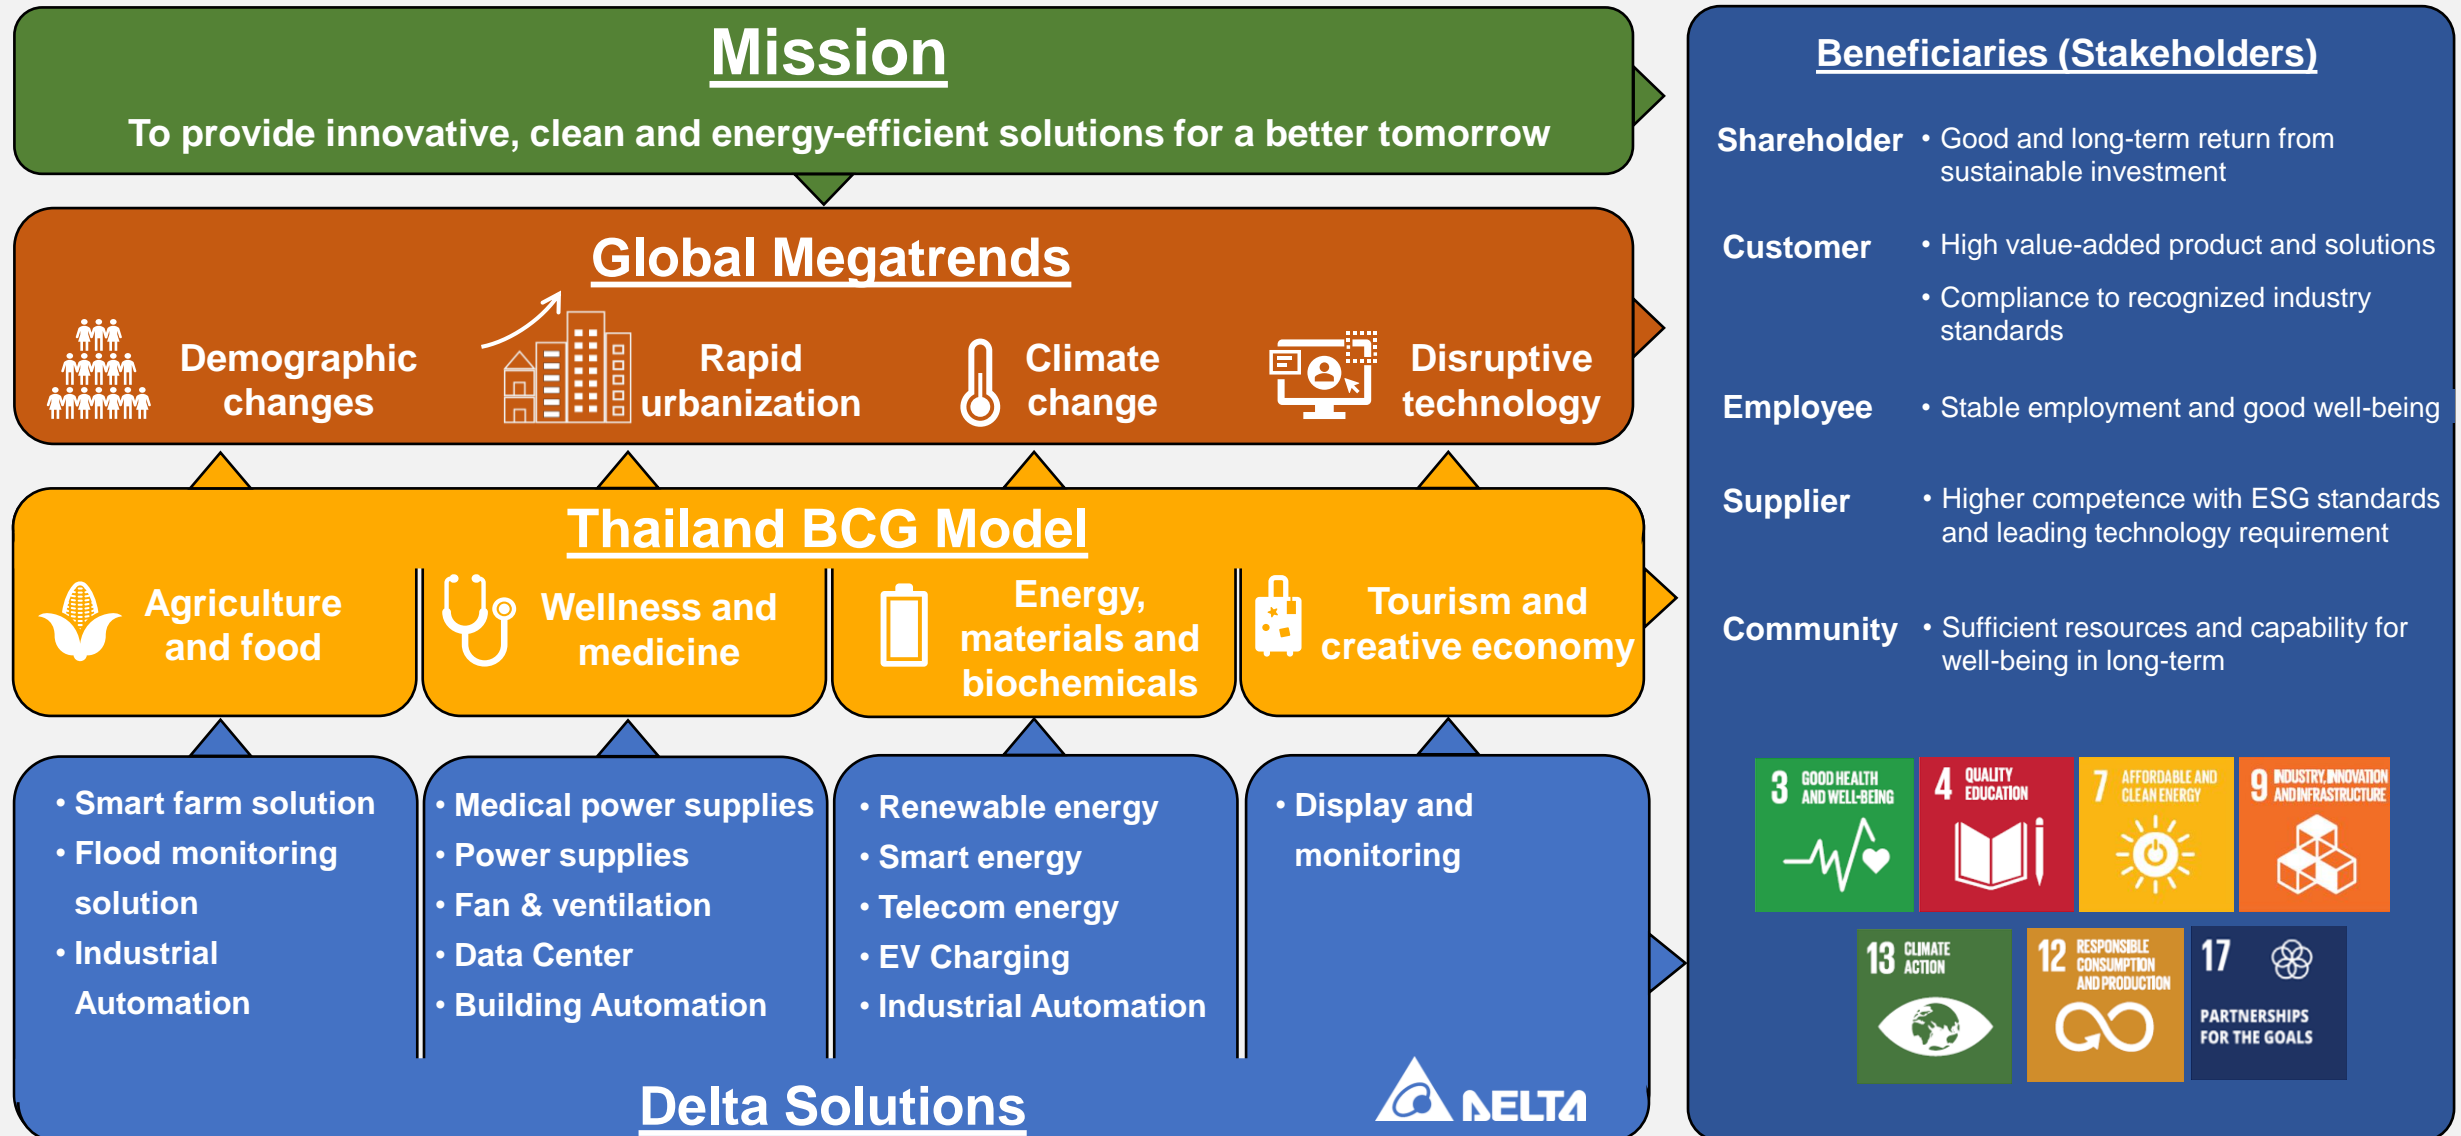 Mission
To provide innovative, clean and energy-efficient solutions for a better tomorrow
Global Megatrends
Demographic
changes
Rapid
urbanization
Climate
change
Disruptive
technology
Thailand BCG Model
Agriculture
and food
Wellness and
medicine
Energy,
materials and
biochemicals
Tourism and
creative economy
• Smart farm solution
• Flood monitoring
solution
• Industrial
Automation
• Medical power supplies
• Power supplies
• Fan & ventilation
• Data Center
• Building Automation
• Renewable energy
• Smart energy
• Telecom energy
• EV Charging
• Industrial Automation
• Display and
monitoring
Delta Solutions
DELTA
Beneficiaries (Stakeholders)
Shareholder • Good and long-term return from
sustainable investment
Customer • High value-added product and solutions
• Compliance to recognized industry
standards
Employee • Stable employment and good well-being
Supplier • Higher competence with ESG standards
and leading technology requirement
Community • Sufficient resources and capability for
well-being in long-term
3 GOOD HEALTH
AND WELL-BEING
4 QUALITY
EDUCATION
7 AFFORDABLE AND
CLEAN ENERGY
9 INDUSTRY, INNOVATION
AND INFRASTRUCTURE
13 CLIMATE
ACTION
12 RESPONSIBLE
CONSUMPTION
AND PRODUCTION
17
PARTNERSHIPS
FOR THE GOALS